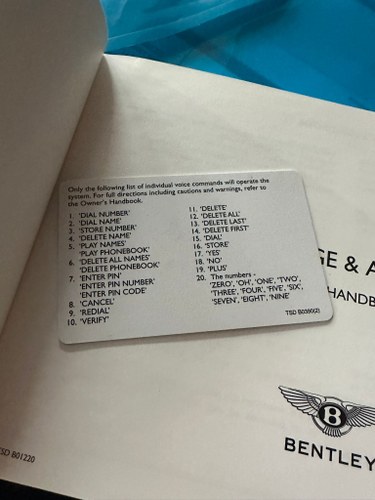 Only the following list of individual voice commands will operate the
system. For full directions including cautions and warnings, refer to
the Owner's Handbook.
1. 'DIAL NUMBER'
2. 'DIAL NAME'
3. 'STORE NUMBER'
4. 'DELETE NAME'
5. 'PLAY NAMES'
'PLAY PHONEBOOK'
6. 'DELETE ALL NAMES'
'DELETE PHONEBOOK'
7. 'ENTER PIN'
'ENTER PIN NUMBER'
'ENTER PIN CODE'
8. 'CANCEL'
9. 'REDIAL'
10. 'VERIFY'
11. 'DELETE'
12. 'DELETE ALL'
13. 'DELETE LAST'
14. 'DELETE FIRST'
15. 'DIAL'
16. 'STORE'
17. 'YES'
18. 'NO'
19. 'PLUS'
20. The numbers -
'ZERO', 'OH', 'ONE', 'TWO',
'THREE', 'FOUR', 'FIVE', 'SIX',
'SEVEN', 'EIGHT', 'NINE'
TSD B0380(2)
GE & A
HANDB
B
BENTLEY
SD B01220